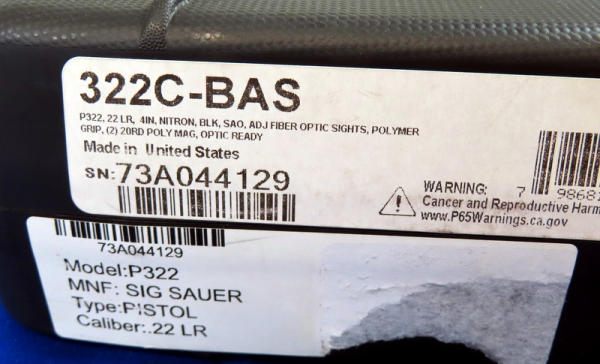 322C-BAS
P322, 22 LR, 4IN, NITRON, BLK, SAO, ADJ FIBER OPTIC SIGHTS, POLYMER
GRIP, (2) 20RD POLY MAG, OPTIC READY
Made in United States
SN:73A044129
WARNING:
Cancer and Reproductive Harm
www.P65Warnings.ca.gov
7 98681
73A044129
Model:P322
MNF: SIG SAUER
Type:PISTOL
Caliber:.22 LR